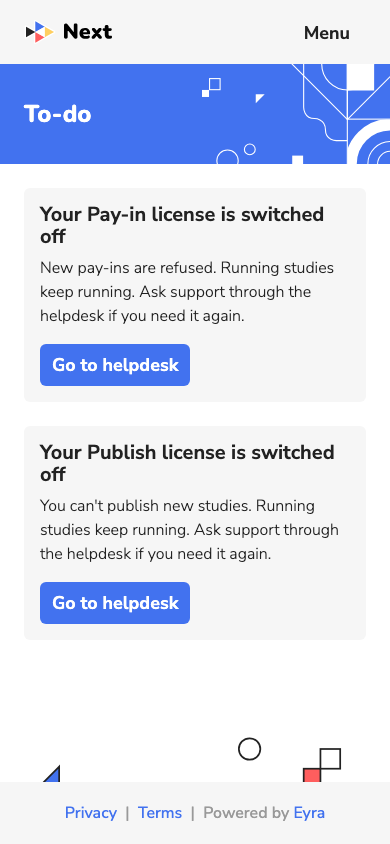 Next
Menu
To-do
Your Pay-in license is switched
off
New pay-ins are refused. Running studies
keep running. Ask support through the
helpdesk if you need it again.
Go to helpdesk
Your Publish license is switched
off
You can't publish new studies. Running
studies keep running. Ask support through
the helpdesk if you need it again.
Go to helpdesk
Privacy | Terms | Powered by Eyra